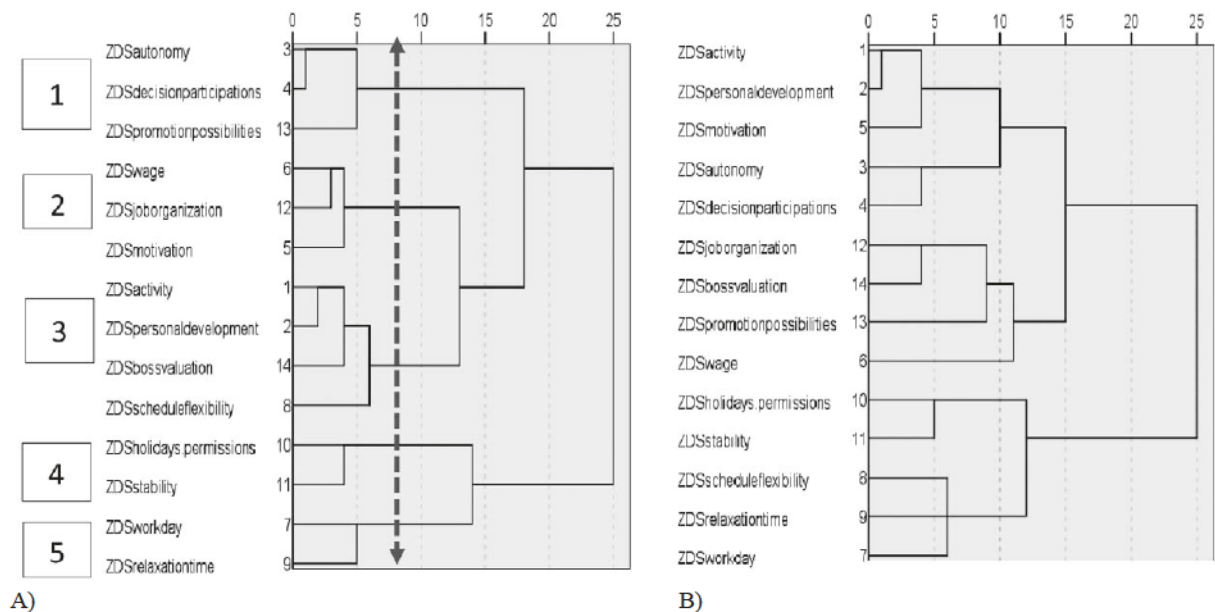 0 5 10 15 20 25
1
ZDSautonomy 3
ZDSdecisionparticipations 4
ZDSpromotionpossibilities 13
2
ZDSwage 6
ZDSjoborganization 12
ZDSmotivation 5
3
ZDSactivity 1
ZDSpersonaldevelopment 2
ZDSbossvaluation 14
ZDSscheduleflexibility 8
4
ZDSholidays.permissions 10
ZDSstability 11
5
ZDSworkday 7
ZDSrelaxationtime 9
A)
0 5 10 15 20 25
ZDSactivity 1
ZDSpersonaldevelopment 2
ZDSmotivation 5
ZDSautonomy 3
ZDSdecisionparticipations 4
ZDSjoborganization 12
ZDSbossvaluation 14
ZDSpromotionpossibilities 13
ZDSwage 6
ZDSholidays.permissions 10
ZDSstability 11
ZDSscheduleflexibility 8
ZDSrelaxationtime 9
ZDSworkday 7
B)